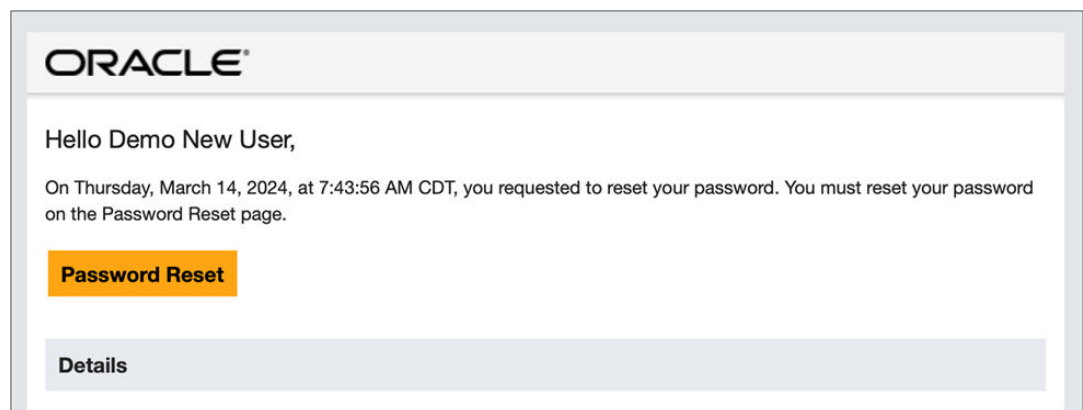 ORACLE®
Hello Demo New User,
On Thursday, March 14, 2024, at 7:43:56 AM CDT, you requested to reset your password. You must reset your password
on the Password Reset page.
Password Reset
Details